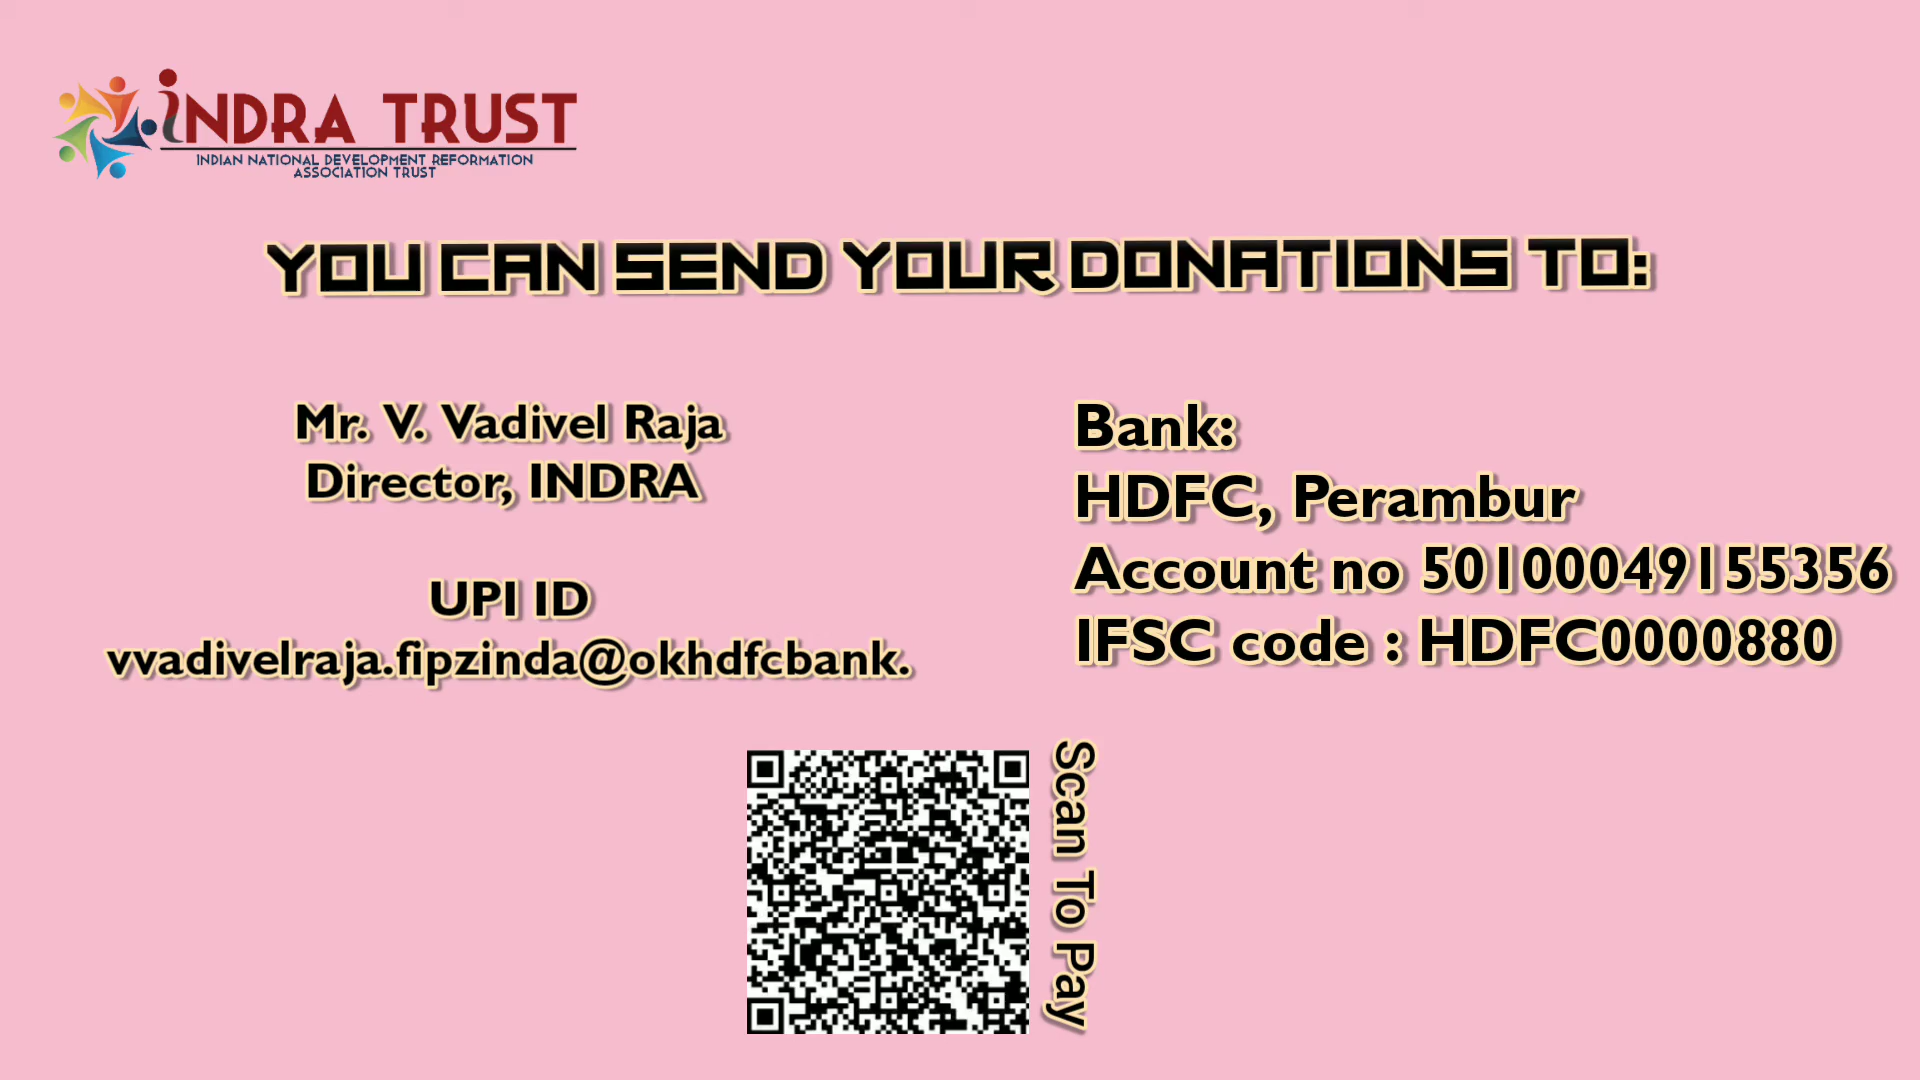 iNDRA TRUST
INDIAN NATIONAL DEVELOPMENT REFORMATION
ASSOCIATION TRUST
YOU CAN SEND YOUR DONATIONS TO:
Mr. V. Vadivel Raja
Director, INDRA
UPI ID
vvadivelraja.fipzinda@okhdfcbank.
Bank:
HDFC, Perambur
Account no 50100049155356
IFSC code : HDFC0000880
Scan To Pay